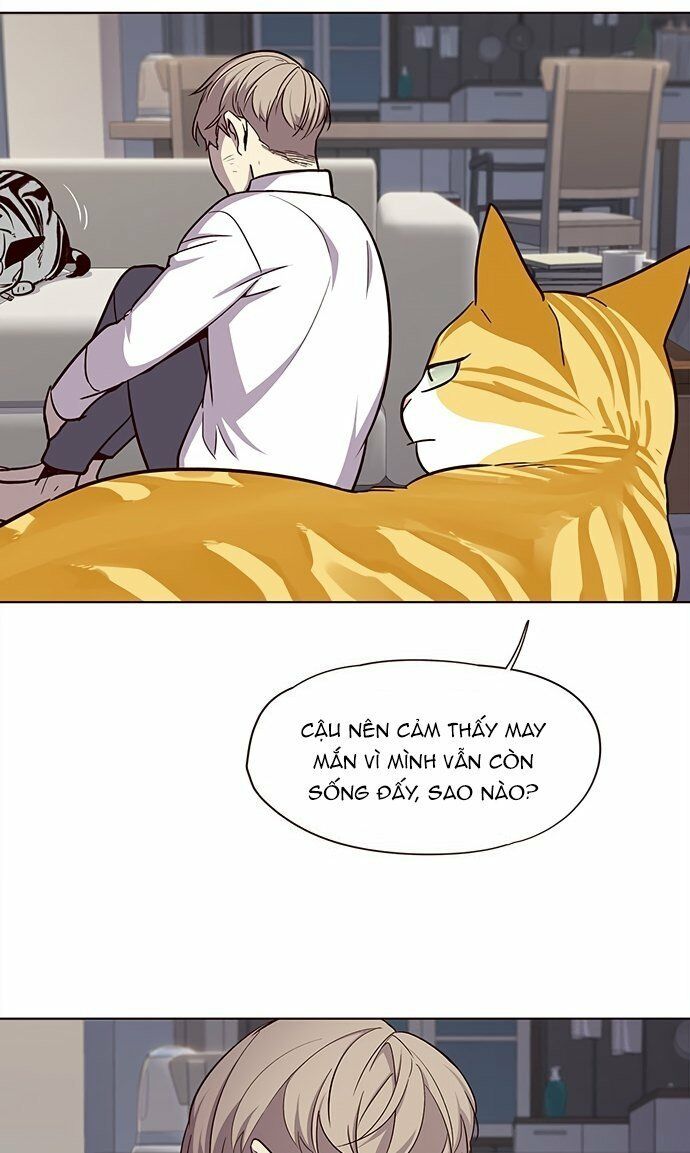 CẬU NÊN CẢM THẤY MAY
MẮN VÌ MÌNH VẪN CÒN
SỐNG ĐẤY, SAO NÀO?